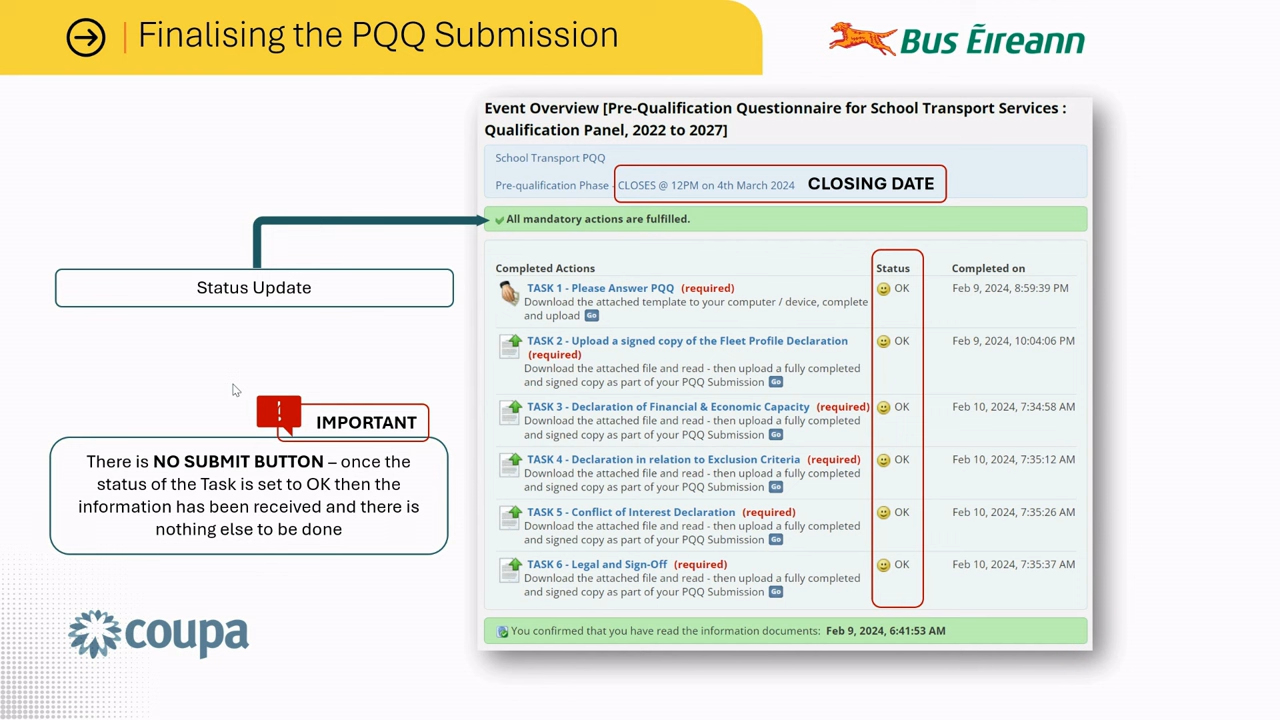 Finalising the PQQ Submission
Bus Éireann
Event Overview [Pre-Qualification Questionnaire for School Transport Services :
Qualification Panel, 2022 to 2027]
School Transport PQQ
Pre-qualification Phase - CLOSES @ 12PM on 4th March 2024 CLOSING DATE
All mandatory actions are fulfilled.
Status Update
Completed Actions Status Completed on
TASK 1 - Please Answer PQQ (required) OK Feb 9, 2024, 8:59:39 PM
Download the attached template to your computer / device, complete
and upload Go
TASK 2 - Upload a signed copy of the Fleet Profile Declaration OK Feb 9, 2024, 10:04:06 PM
(required)
Download the attached file and read - then upload a fully completed
and signed copy as part of your PQQ Submission Go
TASK 3 - Declaration of Financial & Economic Capacity (required) OK Feb 10, 2024, 7:34:58 AM
Download the attached file and read - then upload a fully completed
and signed copy as part of your PQQ Submission Go
TASK 4 - Declaration in relation to Exclusion Criteria (required) OK Feb 10, 2024, 7:35:12 AM
Download the attached file and read - then upload a fully completed
and signed copy as part of your PQQ Submission Go
TASK 5 - Conflict of Interest Declaration (required) OK Feb 10, 2024, 7:35:26 AM
Download the attached file and read - then upload a fully completed
and signed copy as part of your PQQ Submission Go
TASK 6 - Legal and Sign-Off (required) OK Feb 10, 2024, 7:35:37 AM
Download the attached file and read - then upload a fully completed
and signed copy as part of your PQQ Submission Go
You confirmed that you have read the information documents: Feb 9, 2024, 6:41:53 AM
! IMPORTANT
There is NO SUBMIT BUTTON – once the
status of the Task is set to OK then the
information has been received and there is
nothing else to be done
coupa